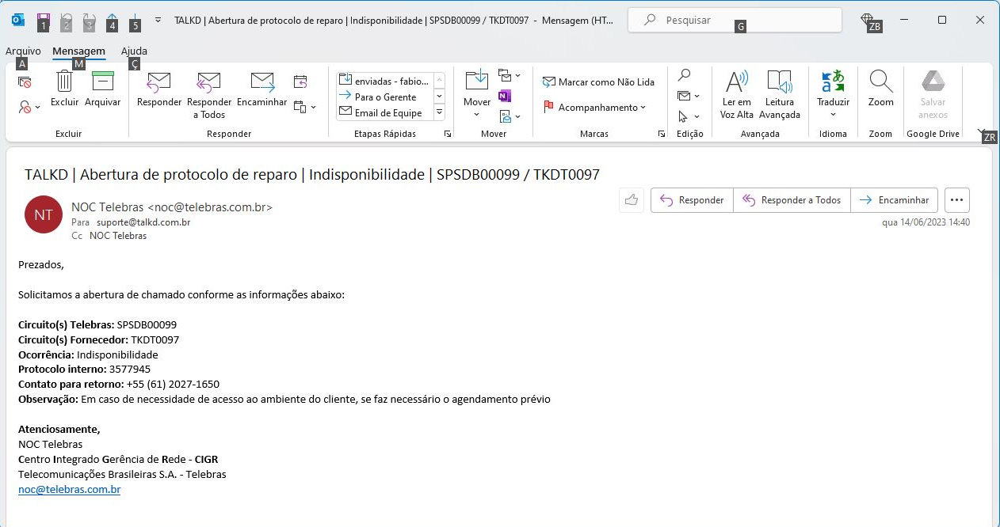 1 2 3 4 5 TALKD | Abertura de protocolo de reparo | Indisponibilidade | SPSDB00099 / TKDT0097 - Mensagem (HT... Pesquisar G ZB
Arquivo Mensagem Ajuda
A M Ç
Excluir Arquivar
Excluir
Responder Responder a Todos Encaminhar
Responder
enviadas - fabio...
Para o Gerente
Email de Equipe
Etapas Rápidas
Mover
Mover
Marcar como Não Lida
Acompanhamento
Marcas
Edição
Ler em Voz Alta Leitura Avançada
Avançada
Traduzir
Idioma
Zoom
Zoom
Salvar anexos
Google Drive
ZR
TALKD | Abertura de protocolo de reparo | Indisponibilidade | SPSDB00099 / TKDT0097
NT
NOC Telebras <noc@telebras.com.br>
Para suporte@talkd.com.br
Cc NOC Telebras
Responder Responder a Todos Encaminhar
qua 14/06/2023 14:40
Prezados,
Solicitamos a abertura de chamado conforme as informações abaixo:
Circuito(s) Telebras: SPSDB00099
Circuito(s) Fornecedor: TKDT0097
Ocorrência: Indisponibilidade
Protocolo interno: 3577945
Contato para retorno: +55 (61) 2027-1650
Observação: Em caso de necessidade de acesso ao ambiente do cliente, se faz necessário o agendamento prévio
Atenciosamente,
NOC Telebras
Centro Integrado Gerência de Rede - CIGR
Telecomunicações Brasileiras S.A. - Telebras
noc@telebras.com.br